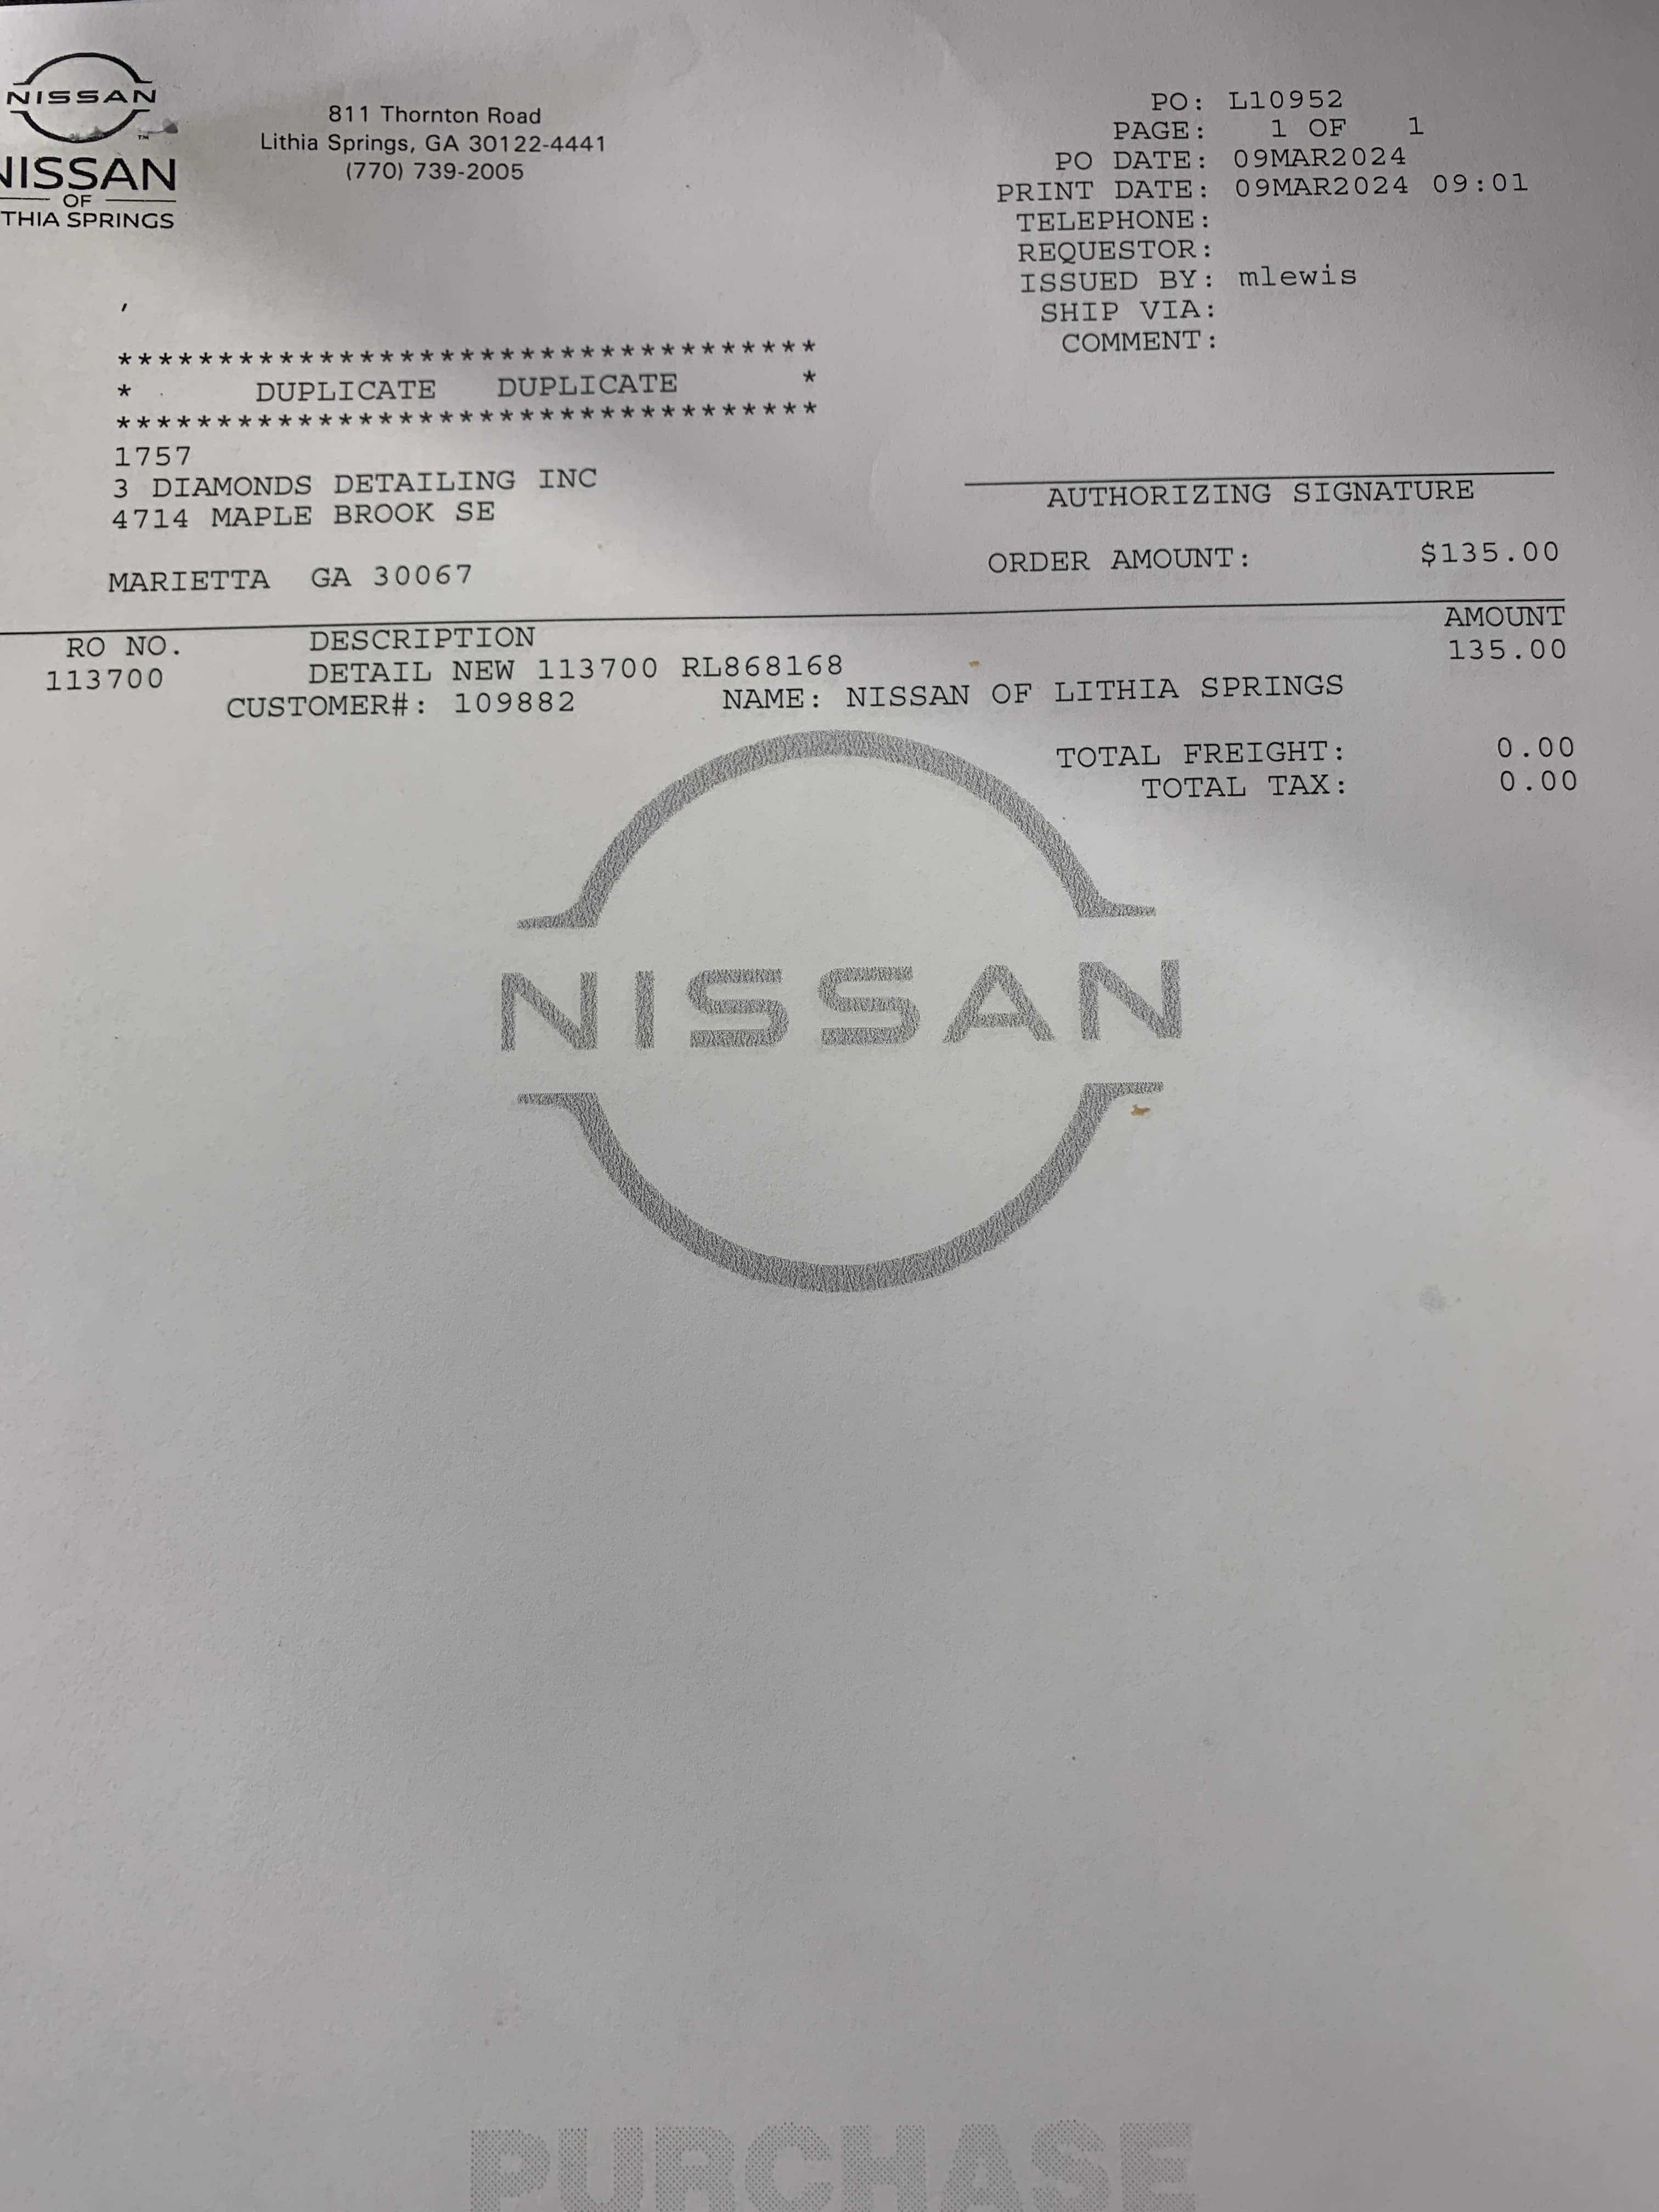 NISSAN
NISSAN
OF
THIA SPRINGS
811 Thornton Road
Lithia Springs, GA 30122-4441
(770) 739-2005
PO: L10952
PAGE: 1 OF 1
PO DATE: 09MAR2024
PRINT DATE: 09MAR2024 09:01
TELEPHONE:
REQUESTOR:
ISSUED BY: mlewis
SHIP VIA:
COMMENT:
,
***********************************
* DUPLICATE DUPLICATE *
***********************************
1757
3 DIAMONDS DETAILING INC
4714 MAPLE BROOK SE
MARIETTA GA 30067
AUTHORIZING SIGNATURE
ORDER AMOUNT: $135.00
RO NO. DESCRIPTION AMOUNT
113700 DETAIL NEW 113700 RL868168 135.00
CUSTOMER#: 109882 NAME: NISSAN OF LITHIA SPRINGS
TOTAL FREIGHT: 0.00
TOTAL TAX: 0.00
NISSAN
PURCHASE